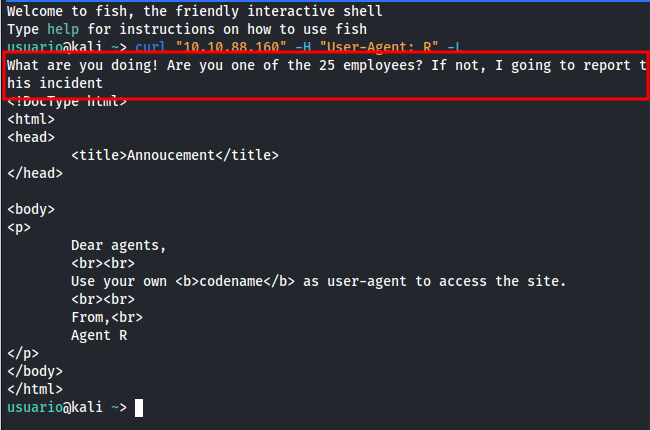 Welcome to fish, the friendly interactive shell
Type help for instructions on how to use fish
usuario@kali ~> curl "10.10.88.160" -H "User-Agent: R" -L
What are you doing! Are you one of the 25 employees? If not, I going to report t
his incident
<!DocType html>
<html>
<head>
<title>Annoucement</title>
</head>
<body>
<p>
Dear agents,
<br><br>
Use your own <b>codename</b> as user-agent to access the site.
<br><br>
From,<br>
Agent R
</p>
</body>
</html>
usuario@kali ~>